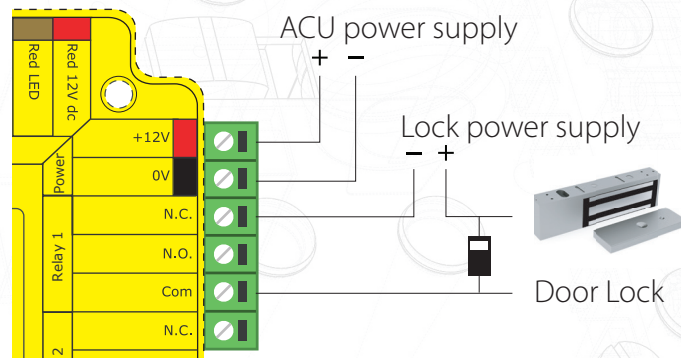 ACU power supply
+ −
Red LED
Red 12V dc
Lock power supply
− +
Power
+12V
0V
Relay 1
N.C.
N.O.
Com
Door Lock
2
N.C.